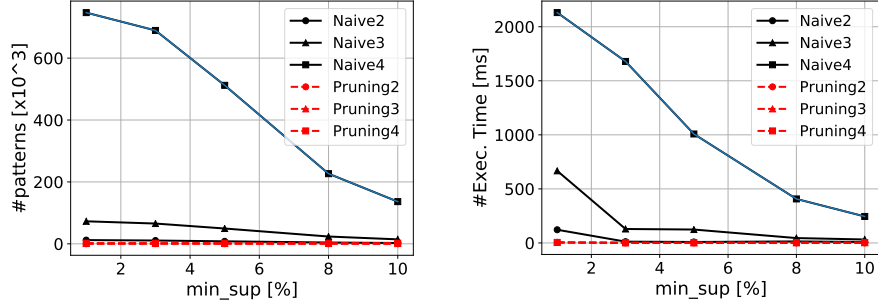 #patterns [x10^3]
600
400
200
0
2
4
6
8
10
min_sup [%]
Naive2
Naive3
Naive4
Pruning2
Pruning3
Pruning4
#Exec. Time [ms]
2000
1500
1000
500
0
0
2
4
6
8
10
min_sup [%]
Naive2
Naive3
Naive4
Pruning2
Pruning3
Pruning4